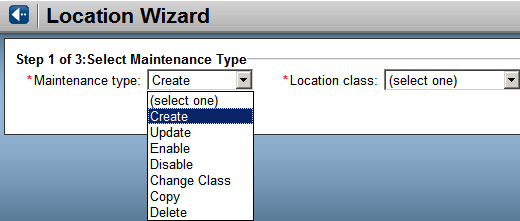 Location Wizard
Step 1 of 3:Select Maintenance Type
*Maintenance type: Create *Location class: (select one)
(select one)
Create
Update
Enable
Disable
Change Class
Copy
Delete